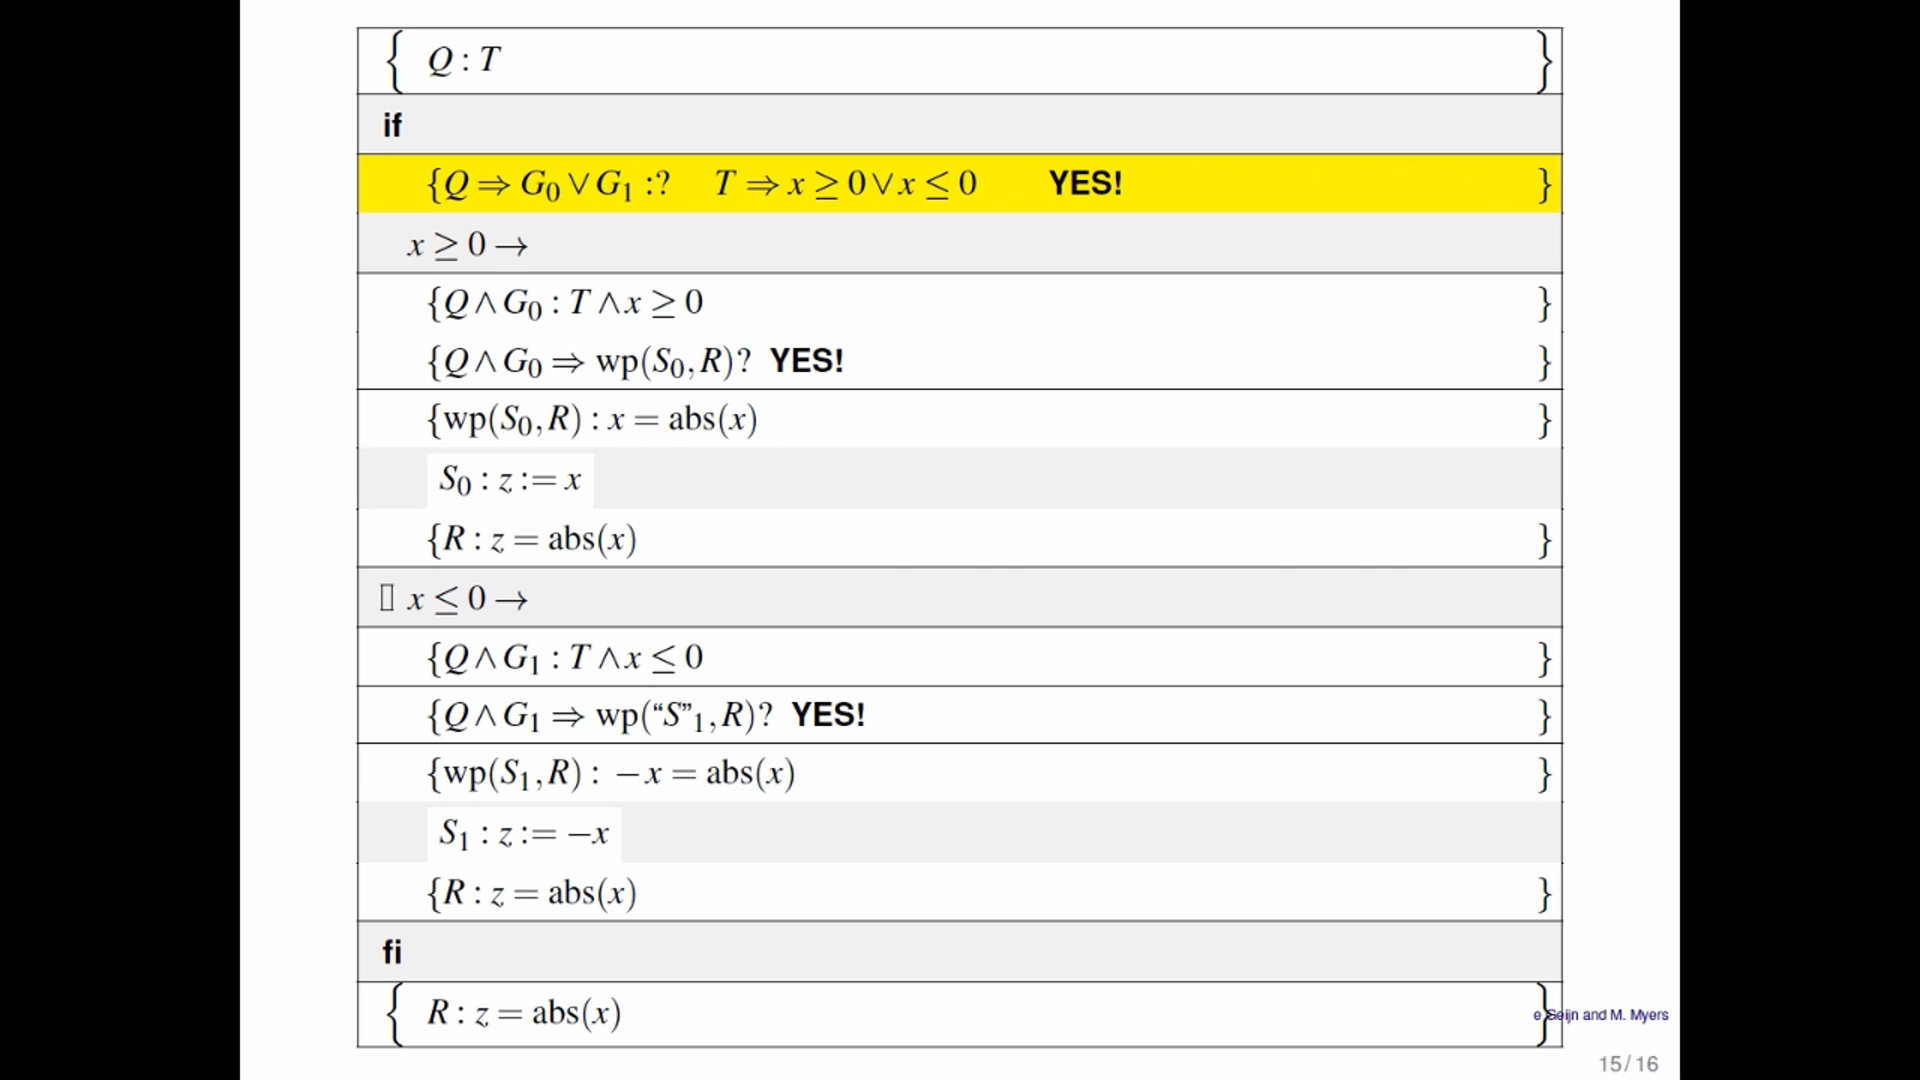 { Q : T }
if
{Q ⇒ G₀ ∨ G₁ :? T ⇒ x ≥ 0 ∨ x ≤ 0 YES! }
x ≥ 0 →
{Q ∧ G₀ : T ∧ x ≥ 0 }
{Q ∧ G₀ ⇒ wp(S₀, R)? YES! }
{wp(S₀, R) : x = abs(x) }
S₀ : z := x
{R : z = abs(x) }
▯ x ≤ 0 →
{Q ∧ G₁ : T ∧ x ≤ 0 }
{Q ∧ G₁ ⇒ wp(“S”₁, R)? YES! }
{wp(S₁, R) : −x = abs(x) }
S₁ : z := −x
{R : z = abs(x) }
fi
{ R : z = abs(x) }
e Geijn and M. Myers
15/16